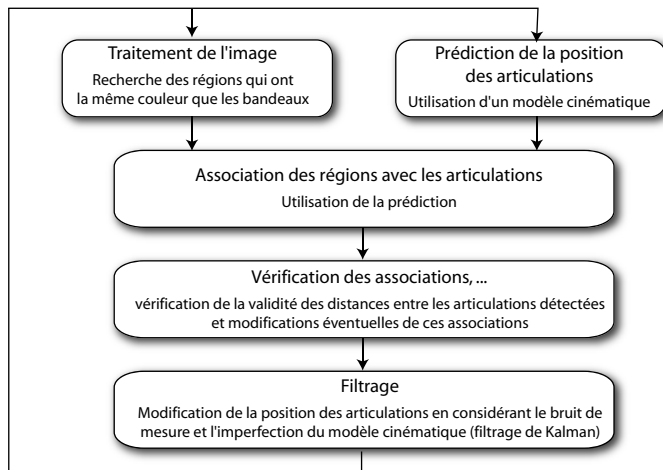 Traitement de l'image
Recherche des régions qui ont
la même couleur que les bandeaux
Prédiction de la position
des articulations
Utilisation d'un modèle cinématique
Association des régions avec les articulations
Utilisation de la prédiction
Vérification des associations, ...
vérification de la validité des distances entre les articulations détectées
et modifications éventuelles de ces associations
Filtrage
Modification de la position des articulations en considérant le bruit de
mesure et l'imperfection du modèle cinématique (filtrage de Kalman)